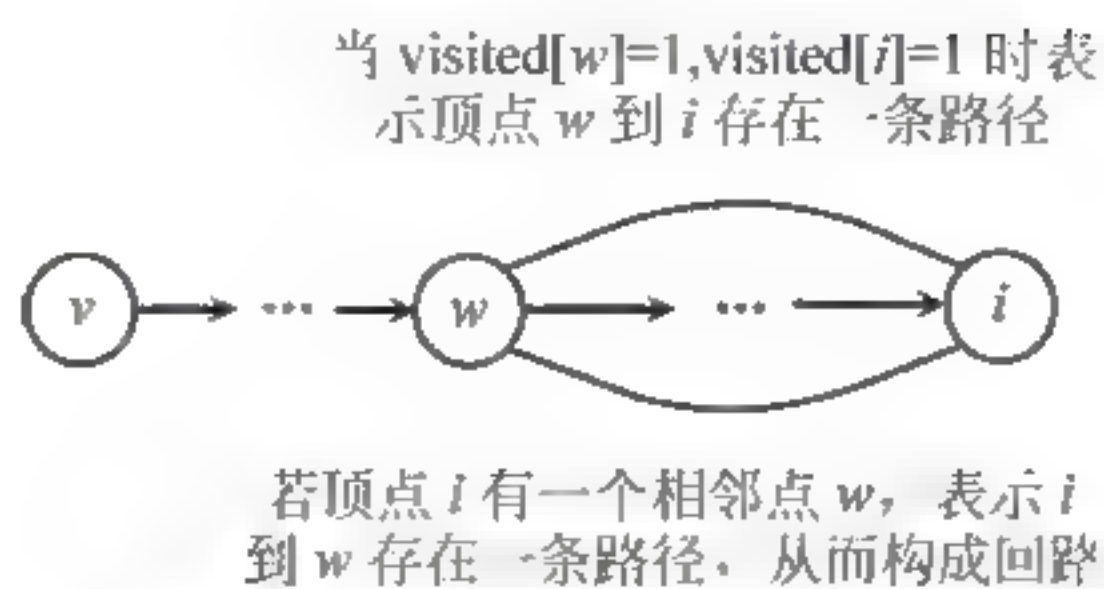 当 visited[w]=1,visited[i]=1 时表
示顶点 w 到 i 存在一条路径
v
…
w
…
i
若顶点 i 有一个相邻点 w，表示 i
到 w 存在一条路径，从而构成回路